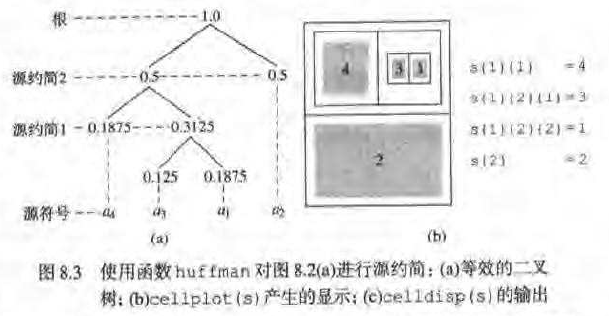 根 1.0
源约简2 0.5 0.5
源约简1 0.1875 0.3125
0.125 0.1875
源符号 a4 a3 a1 a2
(a)
4 3 1
2
(b)
s(1){1} =4
s(1){2}{1}=3
s(1){2}{2}=1
s(2) =2
图 8.3 使用函数 huffman 对图 8.2(a)进行源约简: (a)等效的二叉
树; (b)cellplot(s)产生的显示; (c)celldisp(s)的输出